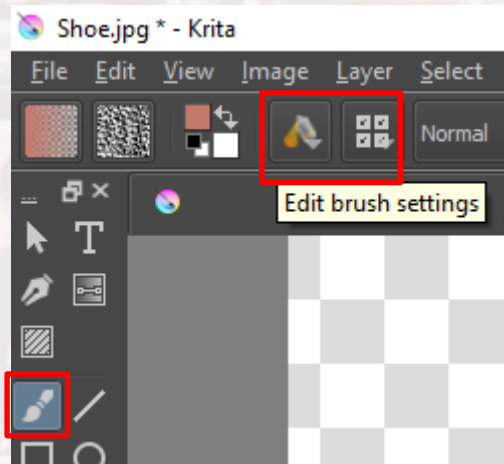 Shoe.jpg * - Krita
File Edit View Image Layer Select
Normal
Edit brush settings
T